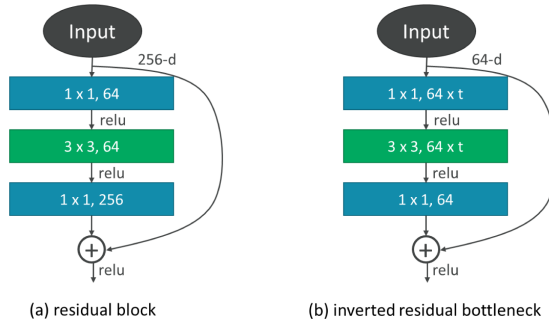 Input
256-d
1 x 1, 64
relu
3 x 3, 64
relu
1 x 1, 256
+
relu
(a) residual block
Input
64-d
1 x 1, 64 x t
relu
3 x 3, 64 x t
relu
1 x 1, 64
+
relu
(b) inverted residual bottleneck